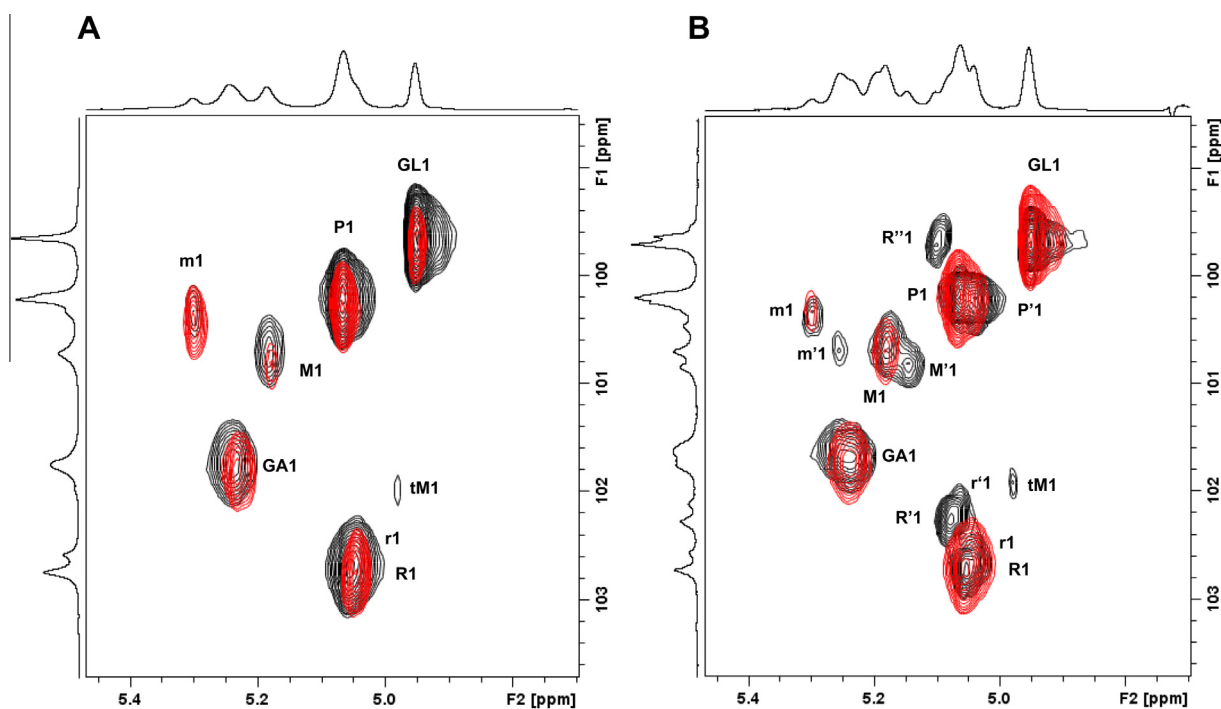 A
B
GL1
P1
m1
M1
GA1
tM1
r1
R1
F1 [ppm]
100
101
102
103
5.4
5.2
5.0
F2 [ppm]
GL1
R''1
P1
P'1
m1
m'1
M'1
M1
GA1
r‘1
tM1
R'1
r1
R1
F1 [ppm]
100
101
102
103
5.4
5.2
5.0
F2 [ppm]